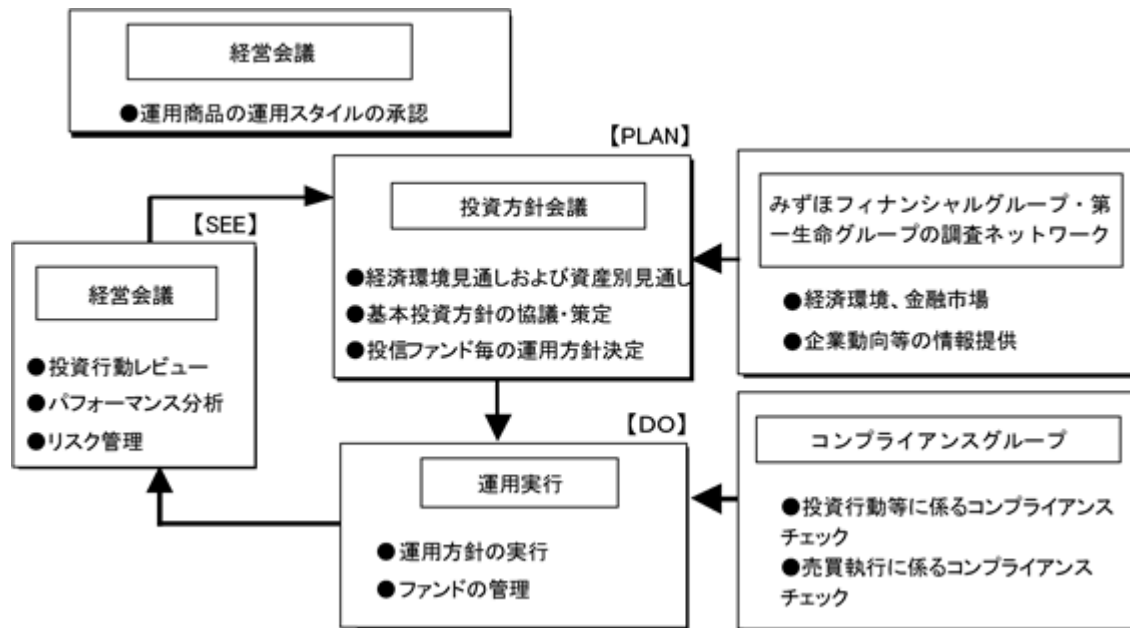 経営会議
●運用商品の運用スタイルの承認
【PLAN】
投資方針会議
●経済環境見通しおよび資産別見通し
●基本投資方針の協議・策定
●投信ファンド毎の運用方針決定
みずほフィナンシャルグループ・第
一生命グループの調査ネットワーク
●経済環境、金融市場
●企業動向等の情報提供
【SEE】
経営会議
●投資行動レビュー
●パフォーマンス分析
●リスク管理
【DO】
運用実行
●運用方針の実行
●ファンドの管理
コンプライアンスグループ
●投資行動等に係るコンプライアンス
チェック
●売買執行に係るコンプライアンス
チェック